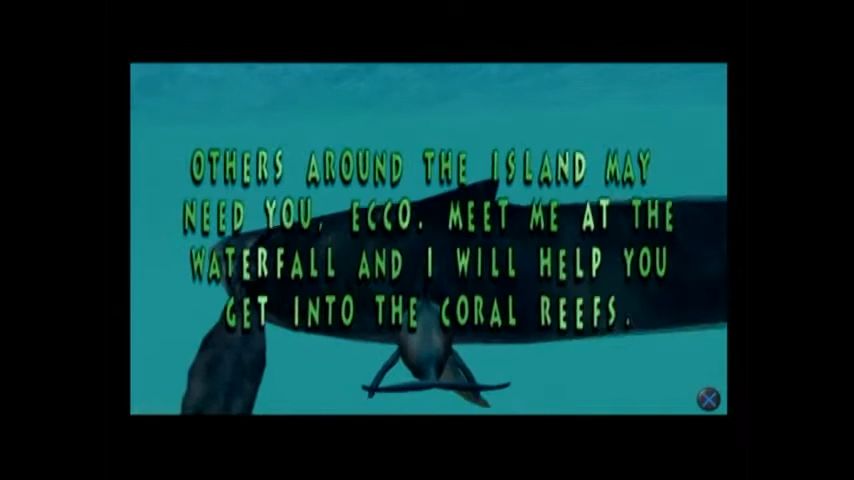 OTHERS AROUND THE ISLAND MAY
NEED YOU, ECCO. MEET ME AT THE
WATERFALL AND I WILL HELP YOU
GET INTO THE CORAL REEFS.